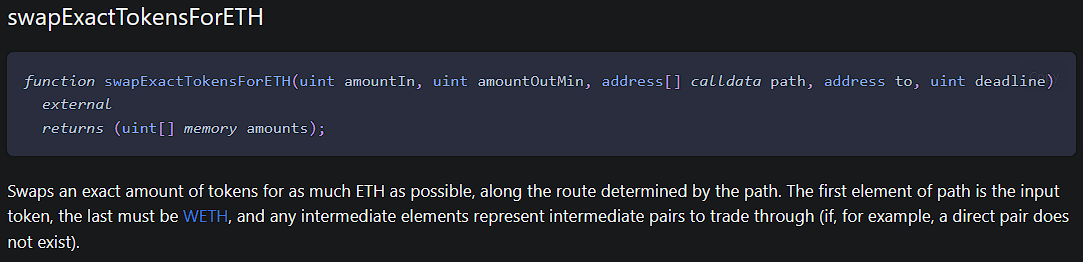 swapExactTokensForETH
function swapExactTokensForETH(uint amountIn, uint amountOutMin, address[] calldata path, address to, uint deadline)
external
returns (uint[] memory amounts);
Swaps an exact amount of tokens for as much ETH as possible, along the route determined by the path. The first element of path is the input
token, the last must be WETH, and any intermediate elements represent intermediate pairs to trade through (if, for example, a direct pair does
not exist).